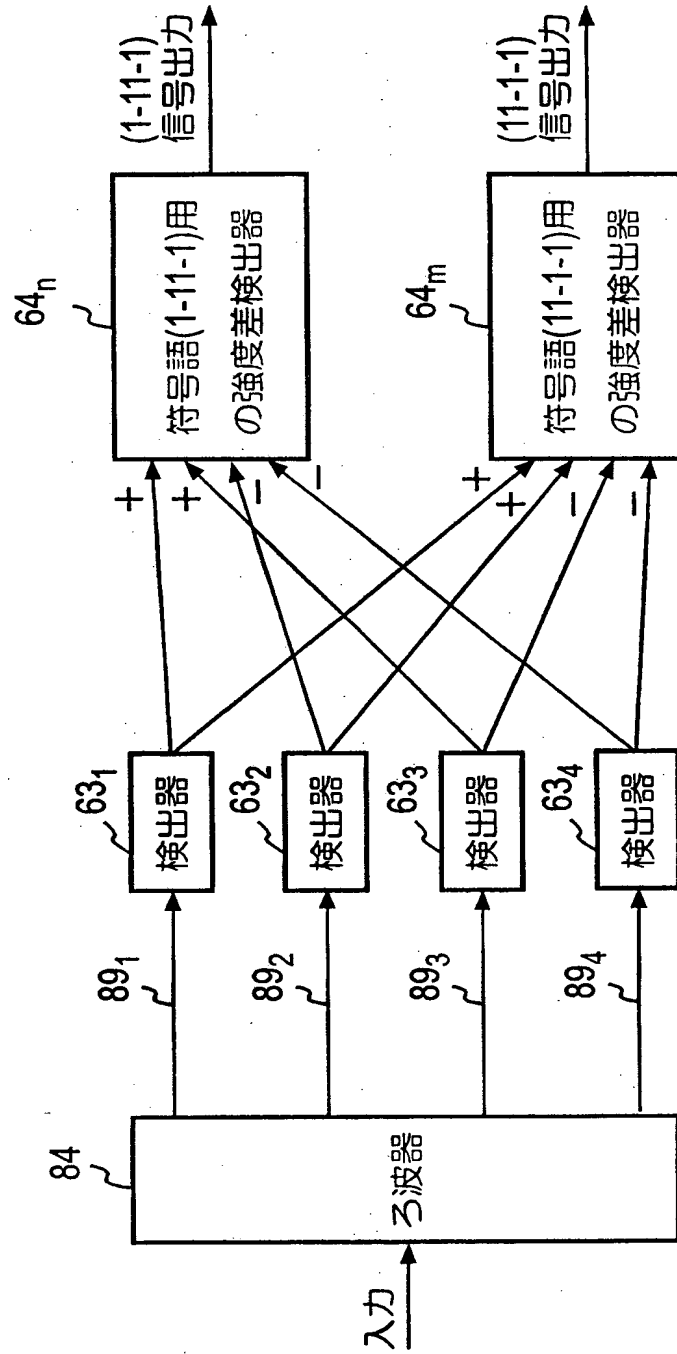 入力
84
ろ波器
89₁
89₂
89₃
89₄
63₁
検出器
63₂
検出器
63₃
検出器
63₄
検出器
+
+
-
-
64ₙ
符号語(1-11-1)用
の強度差検出器
(1-11-1)
信号出力
+
+
-
-
64ₘ
符号語(11-1-1)用
の強度差検出器
(11-1-1)
信号出力